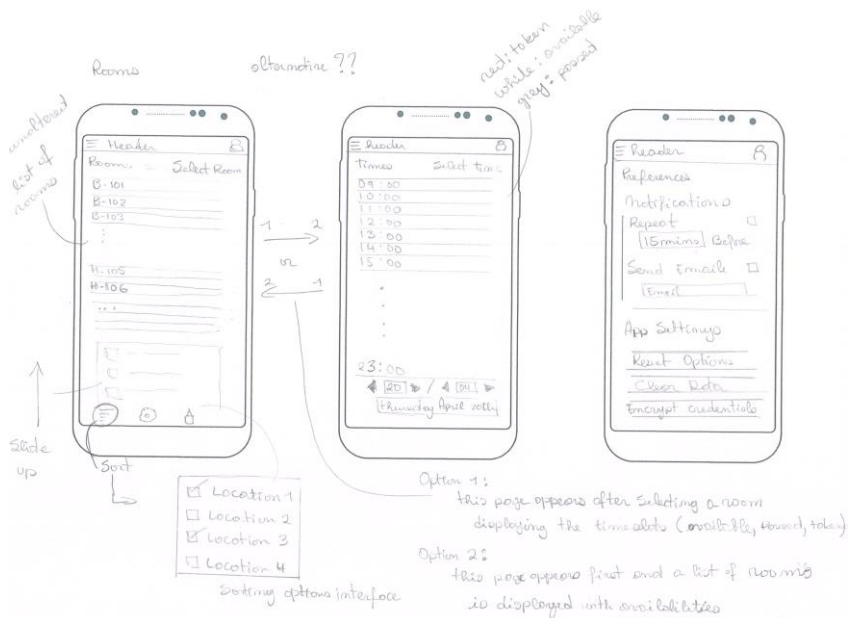 Rooms
alternative ??
red: taken
white: available
grey: passed
unaltered
list of
rooms
Header
Rooms Select Room
B-101
B-102
B-103
H-105
H-106
...
1 2
or
2 1
Header
Times Select time
09:00
10:00
11:00
12:00
13:00
14:00
15:00
23:00
20 / 04
Thursday April 20th
Header
Preferences
Notifications
Repeat
15mins Before
Send Emails
Email
App Settings
Reset Options
Clear Data
Encrypt credentials
Slide
up
Sort
Location 1
Location 2
Location 3
Location 4
Sorting options interface
Option 1:
this page appears after selecting a room
displaying the timeslots (available, passed, taken)
Option 2:
this page appears first and a list of rooms
is displayed with availabilities